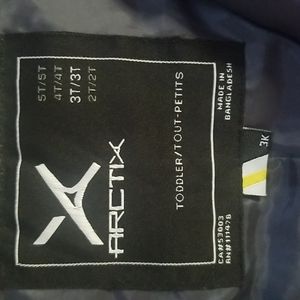 5T/5T
4T/4T
3T/3T
2T/2T
ARCTIX
TODDLER/TOUT-PETITS
MADE IN
BANGLADESH
CA#53003
RN#111478
3K